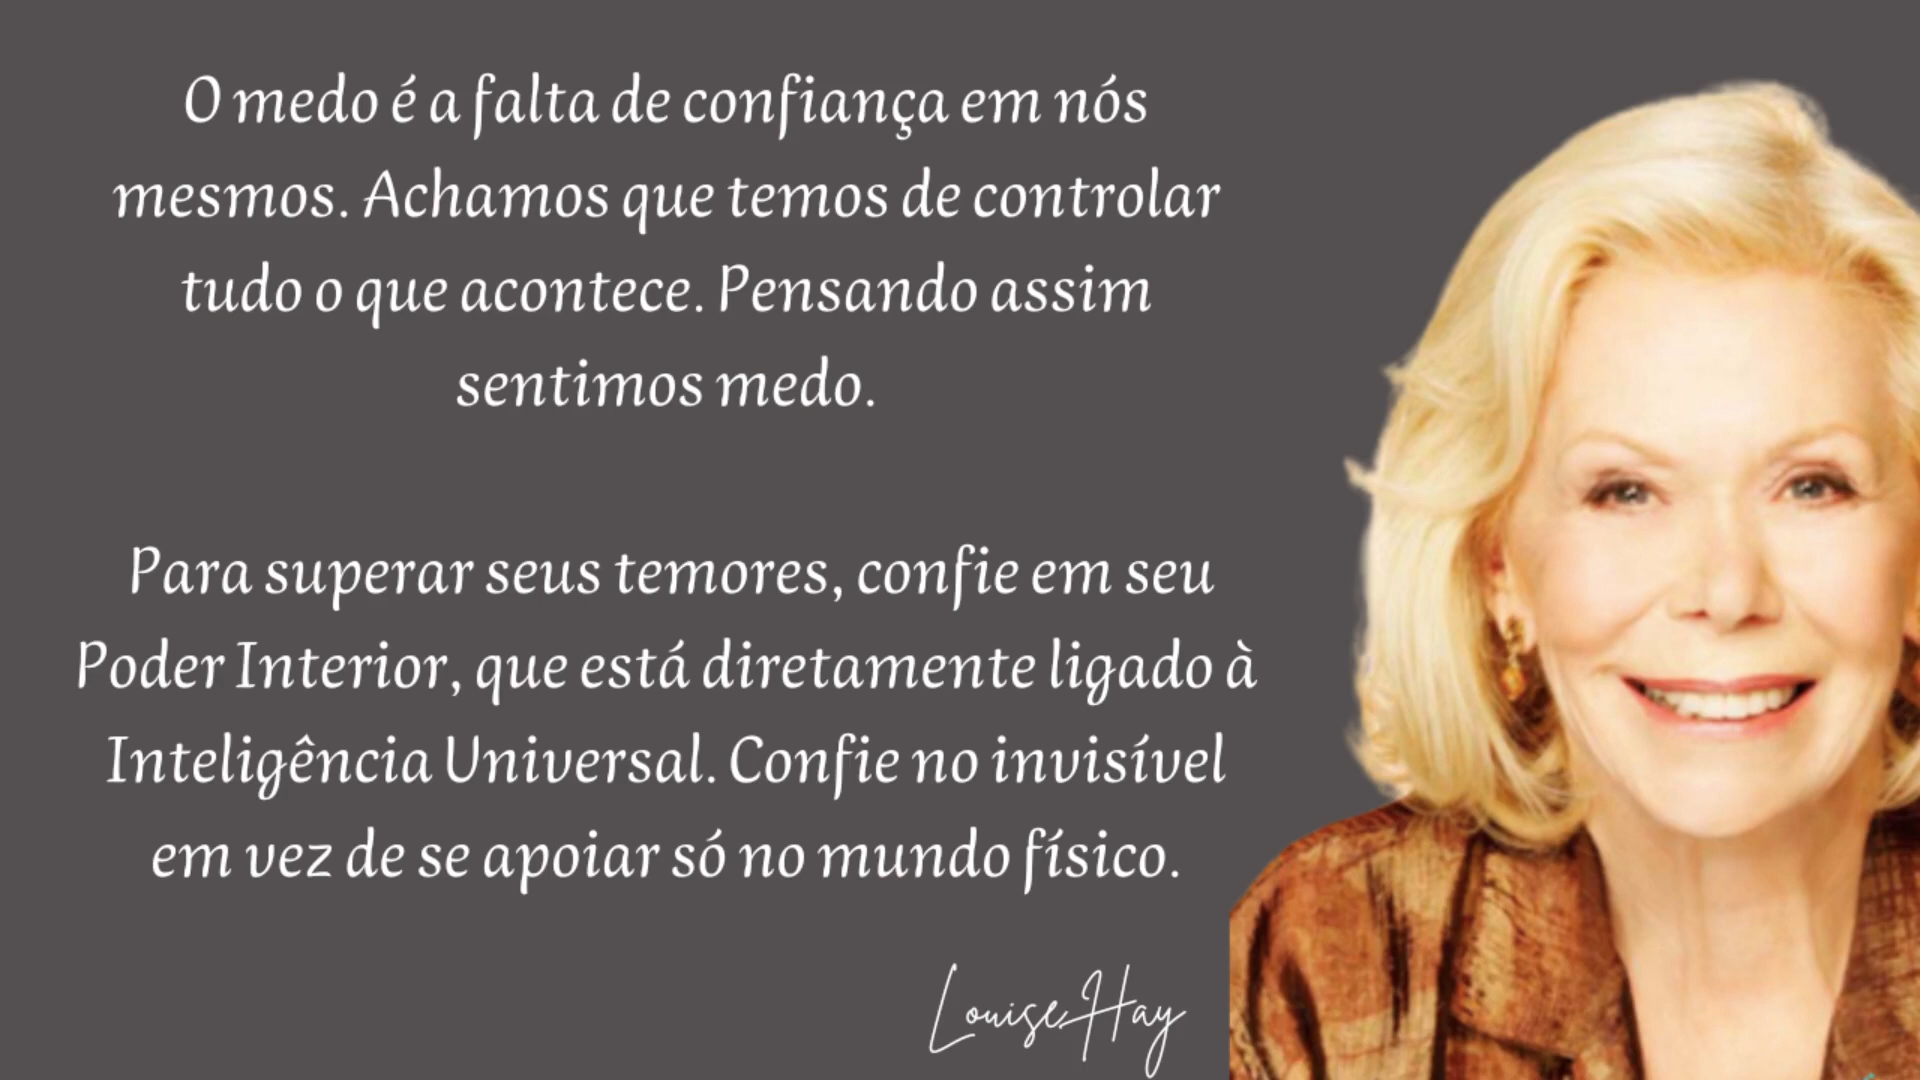 O medo é a falta de confiança em nós
mesmos. Achamos que temos de controlar
tudo o que acontece. Pensando assim
sentimos medo.
Para superar seus temores, confie em seu
Poder Interior, que está diretamente ligado à
Inteligência Universal. Confie no invisível
em vez de se apoiar só no mundo físico.
Louise Hay